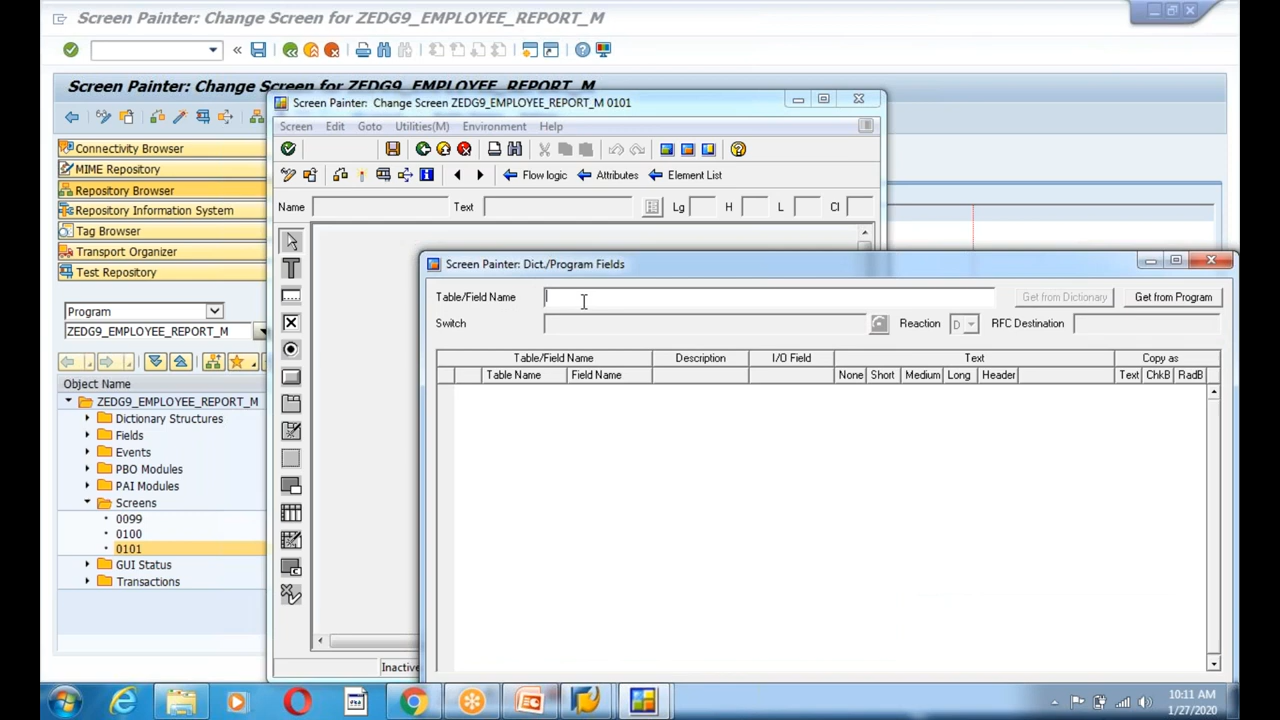 Screen Painter: Change Screen for ZEDG9_EMPLOYEE_REPORT_M
Screen Painter: Change Screen for ZEDG9_EMPLOYEE_REPORT_M
Connectivity Browser
MIME Repository
Repository Browser
Repository Information System
Tag Browser
Transport Organizer
Test Repository
Program
ZEDG9_EMPLOYEE_REPORT_M
Object Name
ZEDG9_EMPLOYEE_REPORT_M
Dictionary Structures
Fields
Events
PBO Modules
PAI Modules
Screens
0099
0100
0101
GUI Status
Transactions
Screen Painter: Change Screen ZEDG9_EMPLOYEE_REPORT_M 0101
Screen Edit Goto Utilities(M) Environment Help
Flow logic Attributes Element List
Name Text Lg H L Cl
Inactive
Screen Painter: Dict./Program Fields
Table/Field Name Get from Dictionary Get from Program
Switch Reaction D RFC Destination
Table/Field Name Description I/O Field Text Copy as
Table Name Field Name None Short Medium Long Header Text ChkB RadB
10:11 AM
1/27/2020